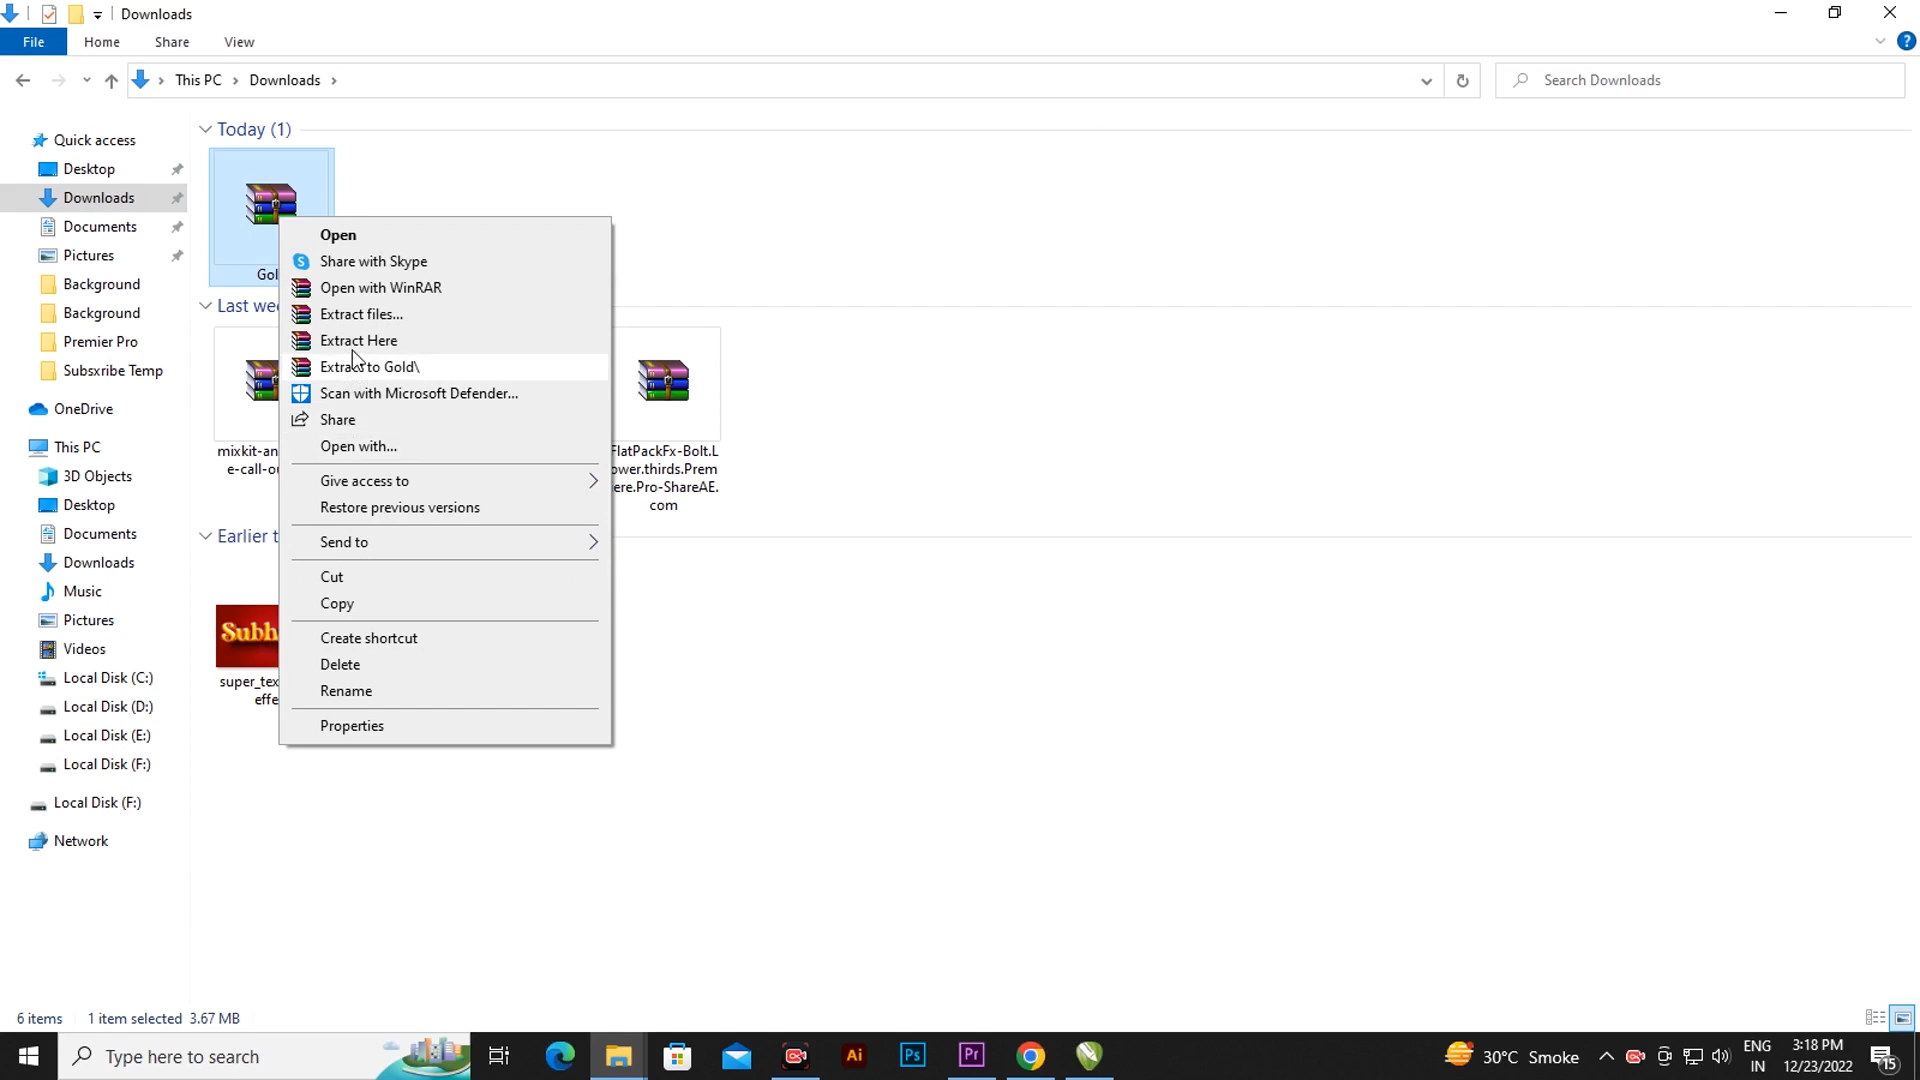 Downloads
File
Home
Share
View
This PC
Downloads
Search Downloads
Quick access
Desktop
Downloads
Documents
Pictures
Background
Background
Premier Pro
Subsxribe Temp
OneDrive
This PC
3D Objects
Desktop
Documents
Downloads
Music
Pictures
Videos
Local Disk (C:)
Local Disk (D:)
Local Disk (E:)
Local Disk (F:)
Local Disk (F:)
Network
Today (1)
Gol
Last wee
mixkit-an
e-call-ou
FlatPackFx-Bolt.L
ower.thirds.Prem
iere.Pro-ShareAE.
com
Earlier t
Subh
super_tex
effe
Open
Share with Skype
Open with WinRAR
Extract files...
Extract Here
Extract to Gold\
Scan with Microsoft Defender...
Share
Open with...
Give access to
Restore previous versions
Send to
Cut
Copy
Create shortcut
Delete
Rename
Properties
6 items
1 item selected 3.67 MB
Type here to search
Ai
Ps
Pr
30°C Smoke
ENG
IN
3:18 PM
12/23/2022
15